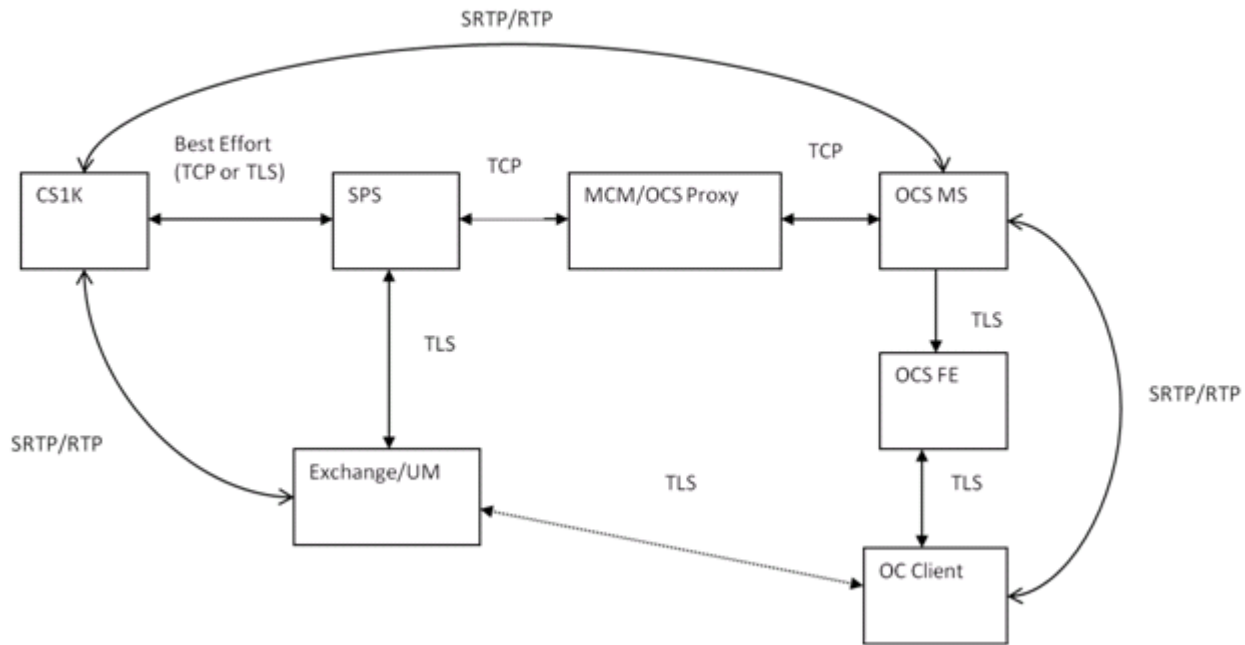 SRTP/RTP
Best Effort
(TCP or TLS)
TCP
TCP
CS1K
SPS
MCM/OCS Proxy
OCS MS
TLS
TLS
OCS FE
SRTP/RTP
SRTP/RTP
Exchange/UM
TLS
TLS
OC Client